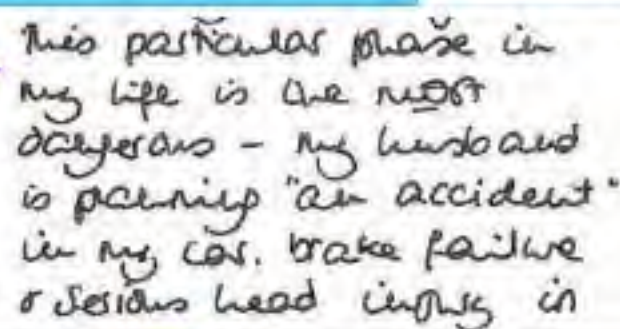 This particular phase in
my life is the most
dangerous - my husband
is planning "an accident"
in my car. brake failure
& serious head injury in